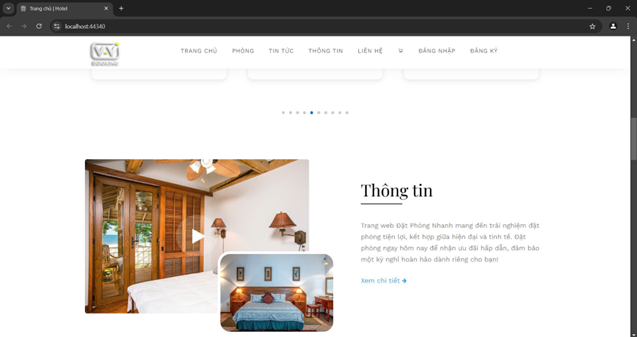 Trang chủ | Hotel
localhost:44340
TRANG CHỦ PHÒNG TIN TỨC THÔNG TIN LIÊN HỆ ĐĂNG NHẬP ĐĂNG KÝ
Thông tin
Trang web Đặt Phòng Nhanh mang đến trải nghiệm đặt
phòng tiện lợi, kết hợp giữa hiện đại và tinh tế. Đặt
phòng ngay hôm nay để nhận ưu đãi hấp dẫn, đảm bảo
một kỳ nghỉ hoàn hảo dành riêng cho bạn!
Xem chi tiết